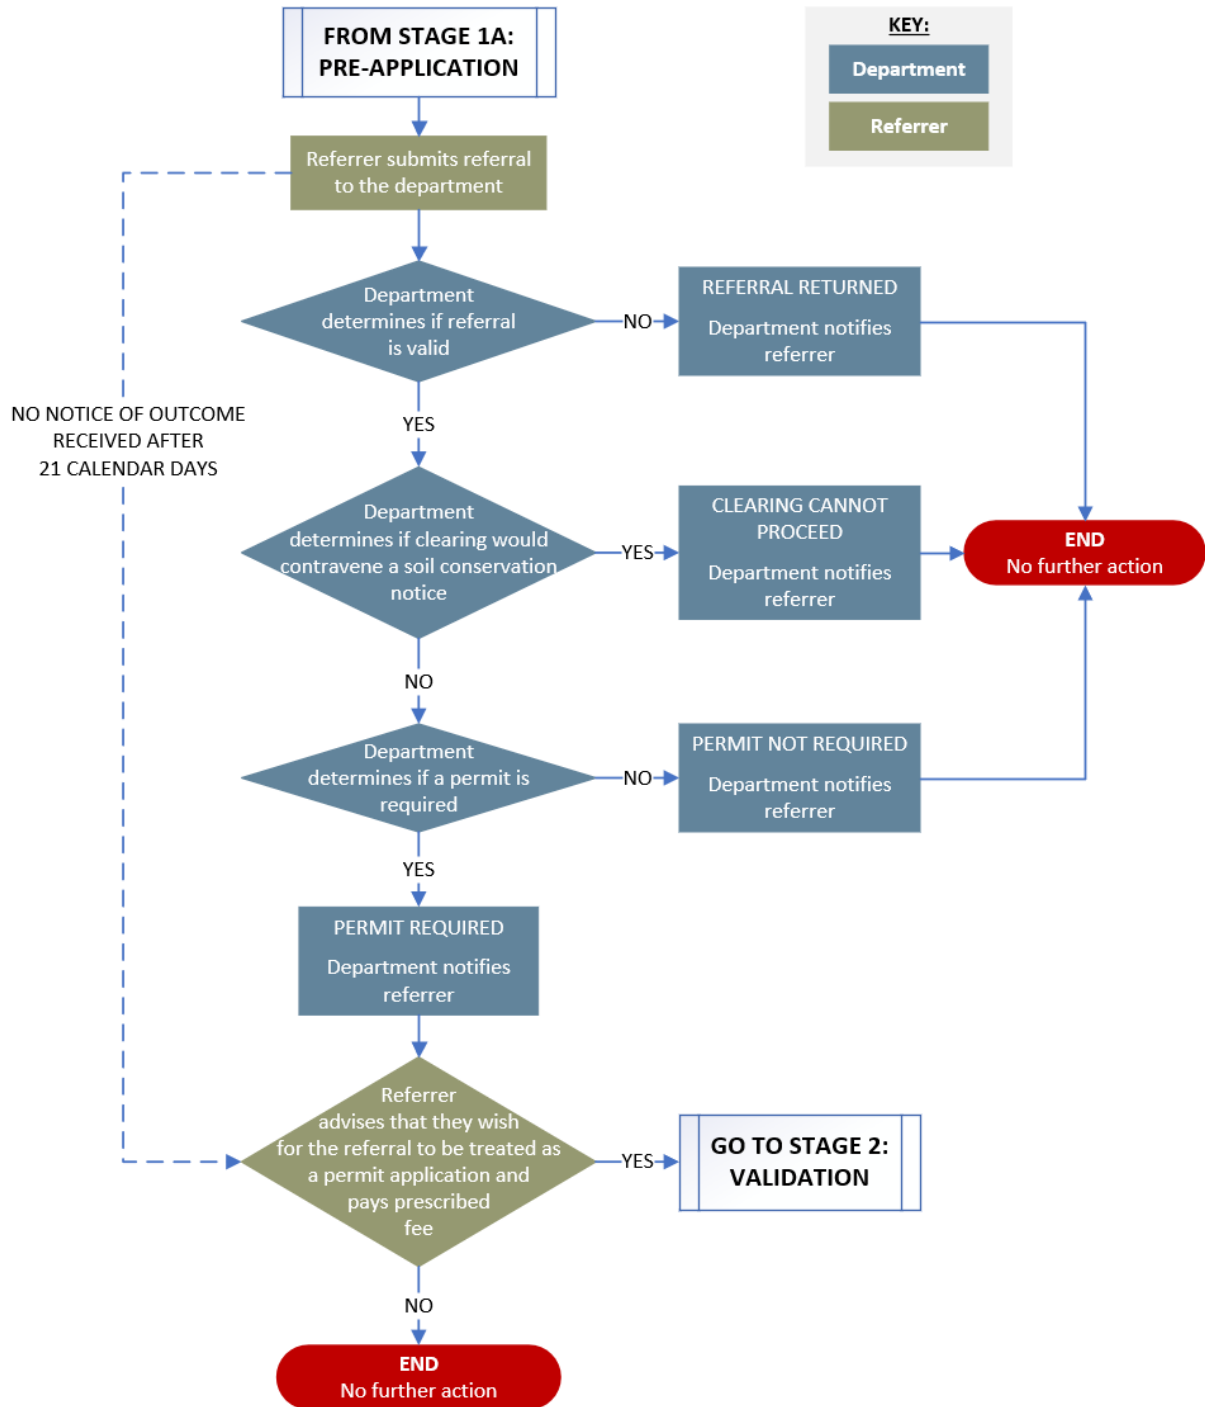 FROM STAGE 1A:
PRE-APPLICATION
KEY:
Department
Referrer
Referrer submits referral
to the department
Department
determines if referral
is valid
NO
REFERRAL RETURNED
Department notifies
referrer
NO NOTICE OF OUTCOME
RECEIVED AFTER
21 CALENDAR DAYS
YES
Department
determines if clearing would
contravene a soil conservation
notice
YES
CLEARING CANNOT
PROCEED
Department notifies
referrer
END
No further action
NO
Department
determines if a permit is
required
NO
PERMIT NOT REQUIRED
Department notifies
referrer
YES
PERMIT REQUIRED
Department notifies
referrer
Referrer
advises that they wish
for the referral to be treated as
a permit application and
pays prescribed
fee
YES
GO TO STAGE 2:
VALIDATION
NO
END
No further action